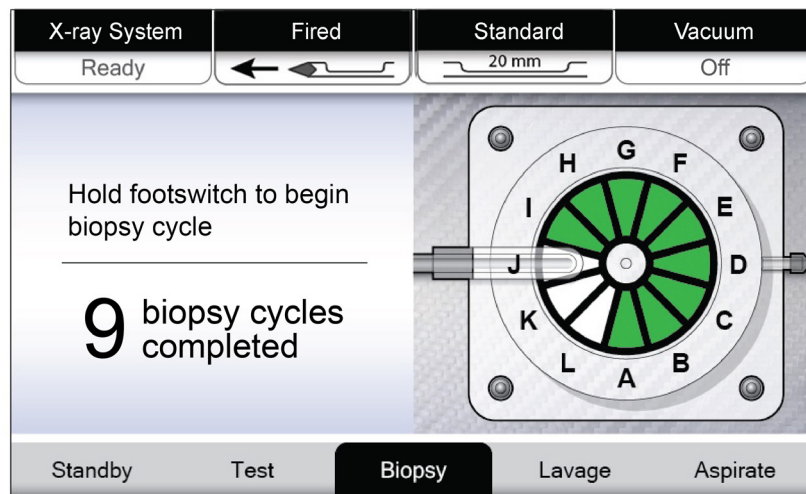 X-ray System
Fired
Standard
Vacuum
Ready
20 mm
Off
Hold footswitch to begin
biopsy cycle
9 biopsy cycles
completed
G
H
F
I
E
J
D
K
C
L
B
A
Standby
Test
Biopsy
Lavage
Aspirate